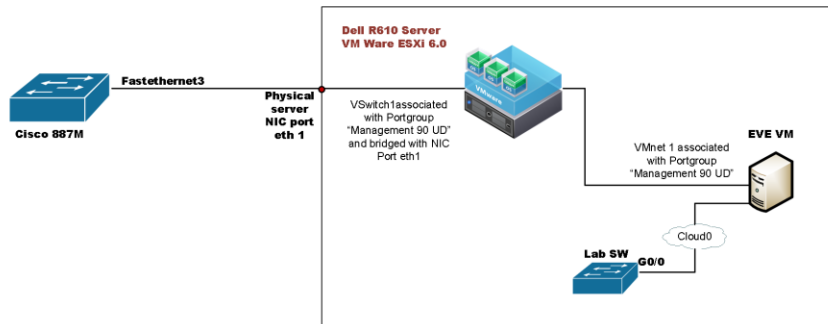 Dell R610 Server
VM Ware ESXi 6.0
Fastethernet3
Cisco 887M
Physical
server
NIC port
eth 1
VSwitch1associated
with Portgroup
“Management 90 UD”
and bridged with NIC
Port eth1
VMware
VMnet 1 associated
with Portgroup
“Management 90 UD”
EVE VM
Cloud0
Lab SW
G0/0